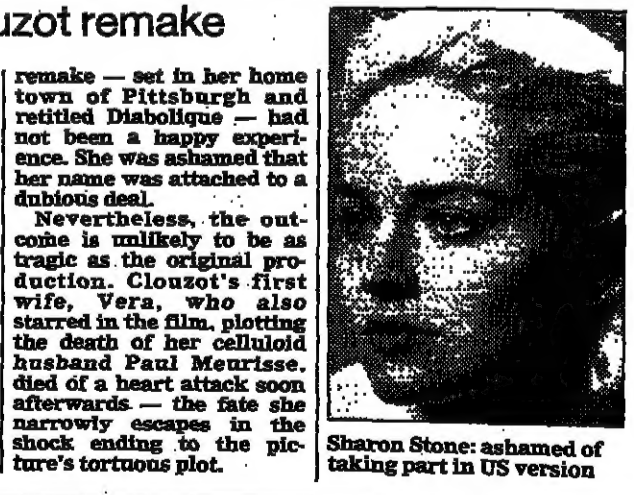 uzot remake
remake — set in her home
town of Pittsburgh and
retitled Diabolique — had
not been a happy experi-
ence. She was ashamed that
her name was attached to a
dubious deal.
Nevertheless, the out-
come is unlikely to be as
tragic as the original pro-
duction. Clouzot's first
wife, Vera, who also
starred in the film, plotting
the death of her celluloid
husband Paul Meurisse,
died of a heart attack soon
afterwards — the fate she
narrowly escapes in the
shock ending to the pic-
ture's tortuous plot.
Sharon Stone: ashamed of
taking part in US version